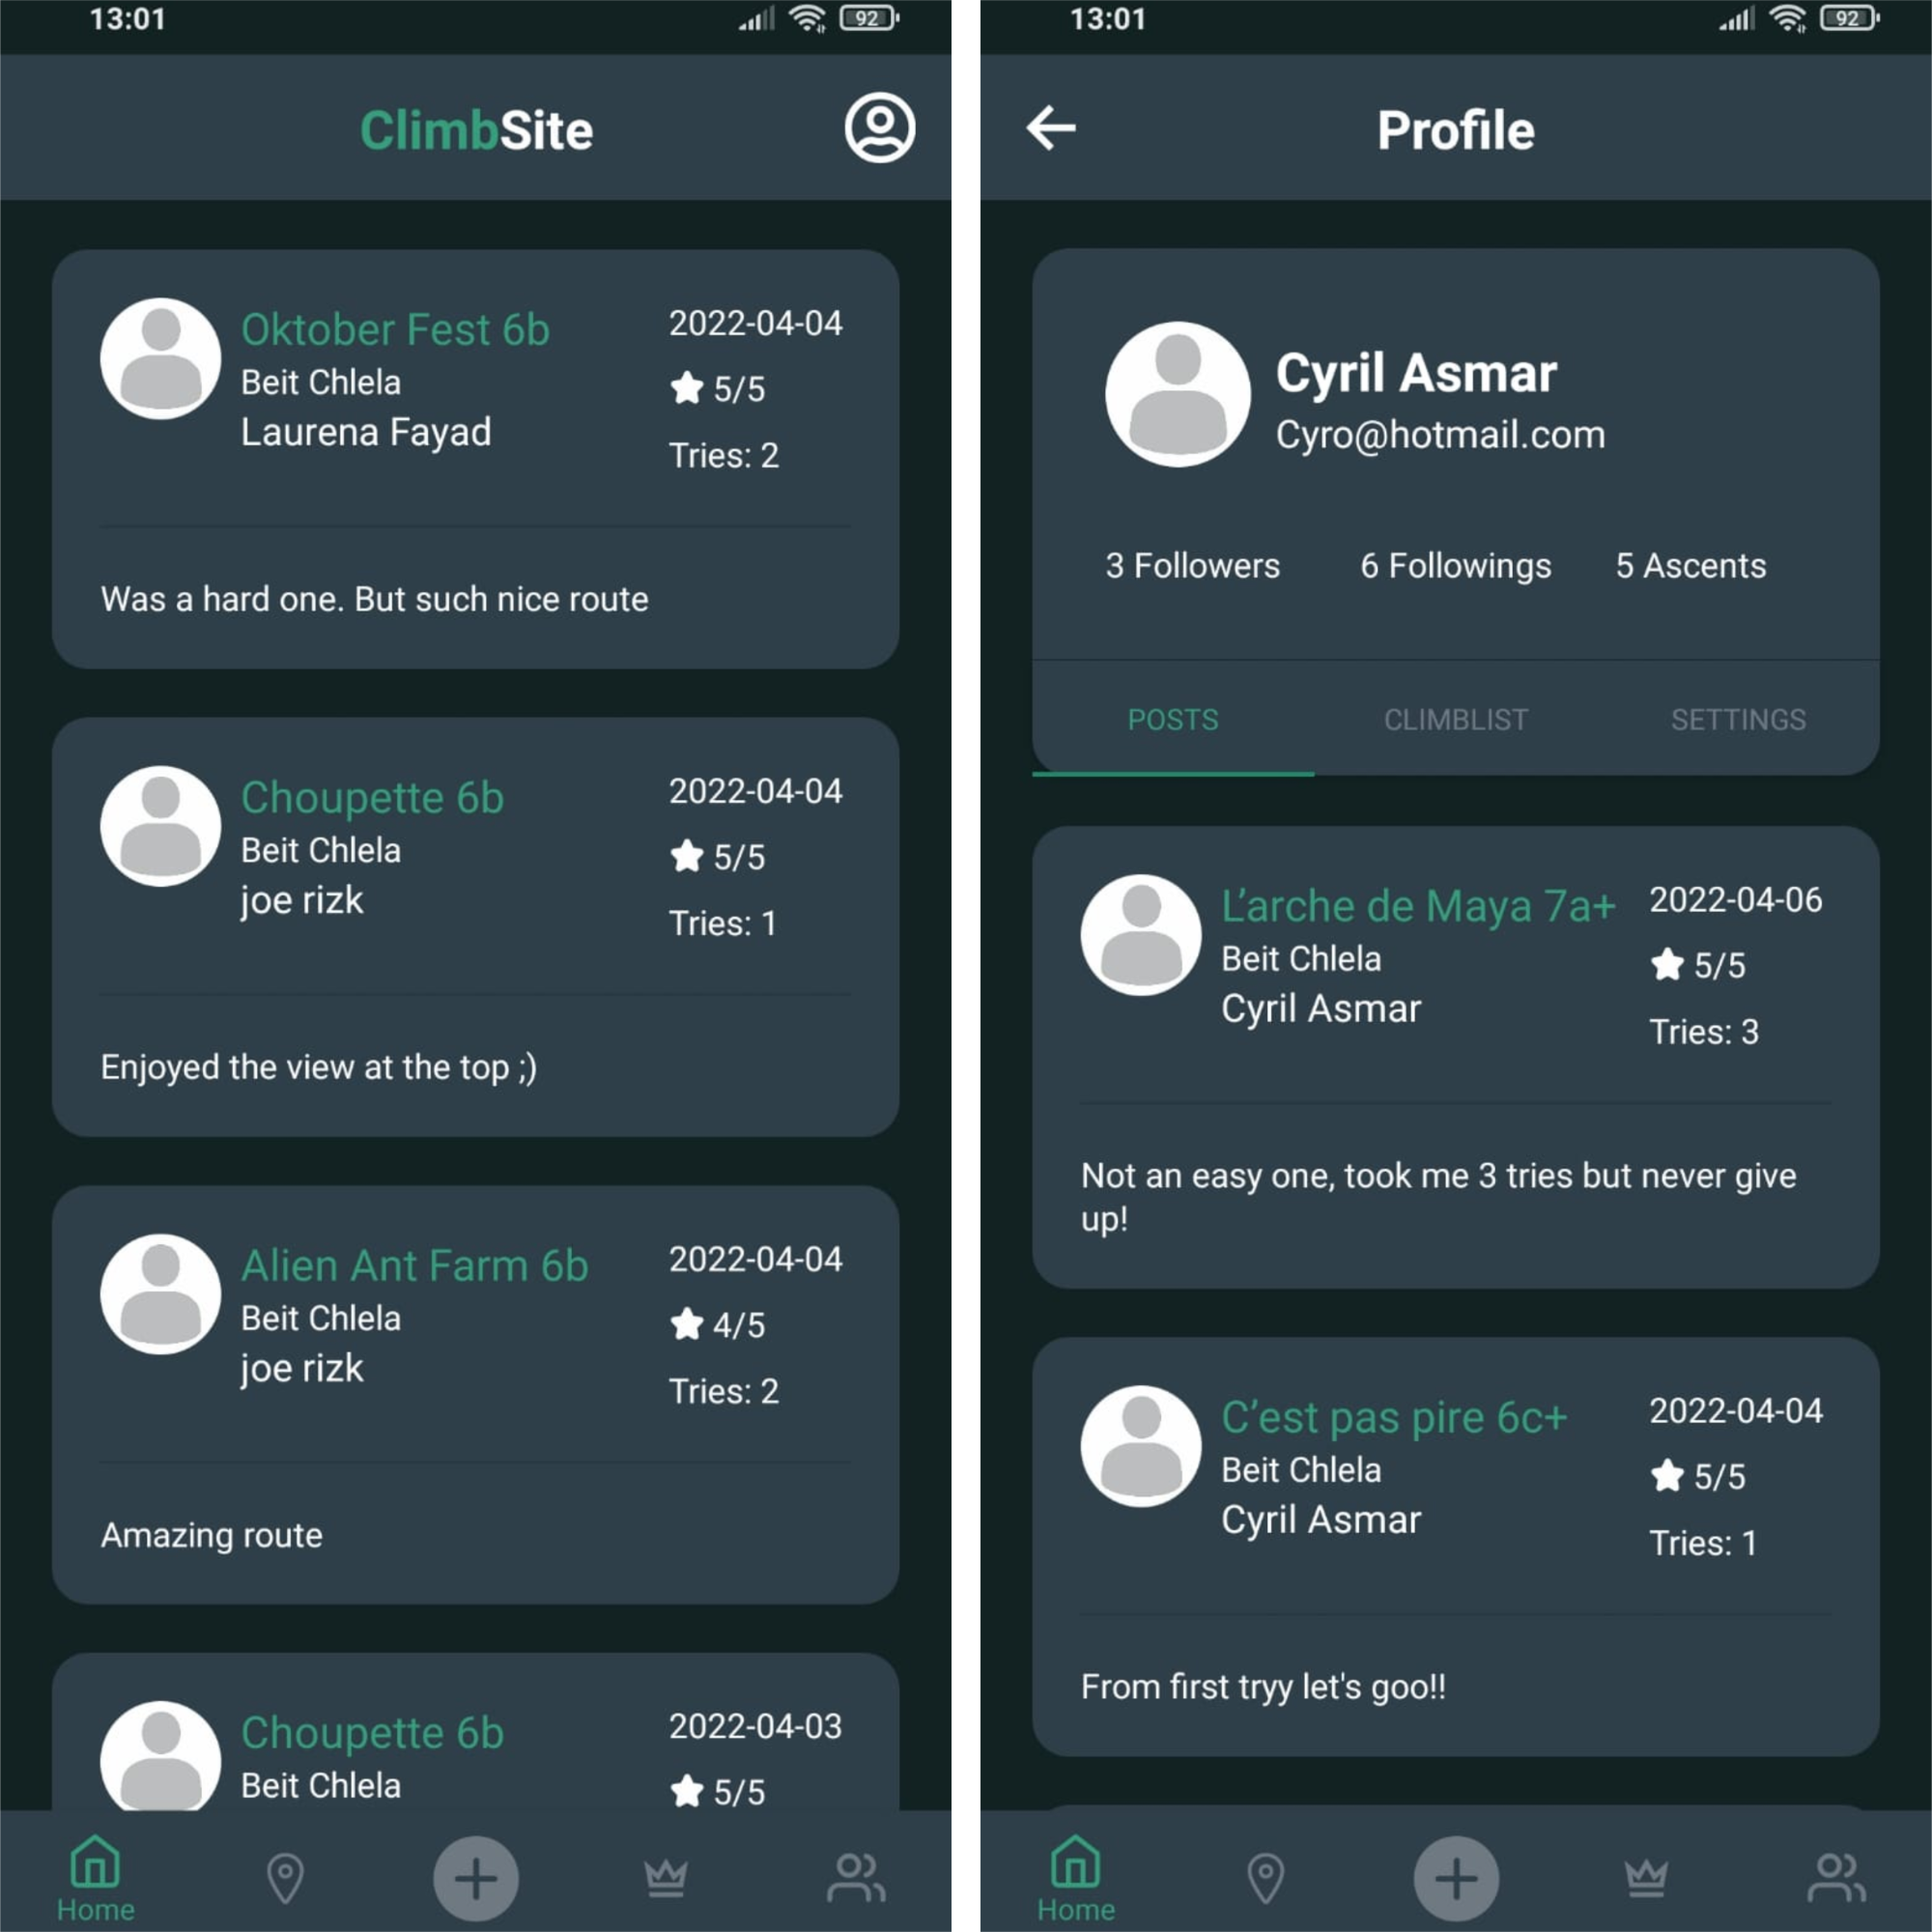 13:01
92
ClimbSite
Oktober Fest 6b
Beit Chlela
Laurena Fayad
2022-04-04
5/5
Tries: 2
Was a hard one. But such nice route
Choupette 6b
Beit Chlela
joe rizk
2022-04-04
5/5
Tries: 1
Enjoyed the view at the top ;)
Alien Ant Farm 6b
Beit Chlela
joe rizk
2022-04-04
4/5
Tries: 2
Amazing route
Choupette 6b
Beit Chlela
2022-04-03
5/5
Home
13:01
92
Profile
Cyril Asmar
Cyro@hotmail.com
3 Followers 6 Followings 5 Ascents
POSTS CLIMBLIST SETTINGS
L’arche de Maya 7a+
Beit Chlela
Cyril Asmar
2022-04-06
5/5
Tries: 3
Not an easy one, took me 3 tries but never give
up!
C’est pas pire 6c+
Beit Chlela
Cyril Asmar
2022-04-04
5/5
Tries: 1
From first tryy let's goo!!
Home